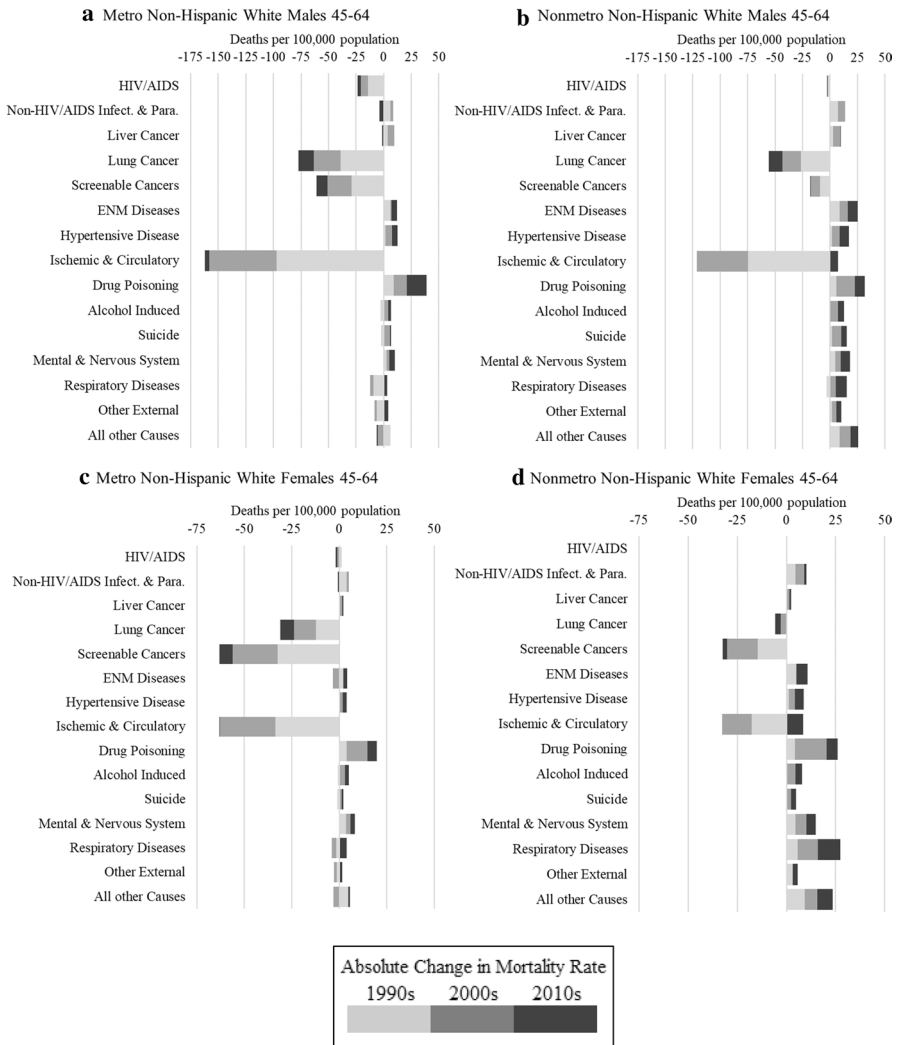 a Metro Non-Hispanic White Males 45-64
Deaths per 100,000 population
-175 -150 -125 -100 -75 -50 -25 0 25 50
HIV/AIDS
Non-HIV/AIDS Infect. & Para.
Liver Cancer
Lung Cancer
Screenable Cancers
ENM Diseases
Hypertensive Disease
Ischemic & Circulatory
Drug Poisoning
Alcohol Induced
Suicide
Mental & Nervous System
Respiratory Diseases
Other External
All other Causes
b Nonmetro Non-Hispanic White Males 45-64
Deaths per 100,000 population
-175 -150 -125 -100 -75 -50 -25 0 25 50
HIV/AIDS
Non-HIV/AIDS Infect. & Para.
Liver Cancer
Lung Cancer
Screenable Cancers
ENM Diseases
Hypertensive Disease
Ischemic & Circulatory
Drug Poisoning
Alcohol Induced
Suicide
Mental & Nervous System
Respiratory Diseases
Other External
All other Causes
c Metro Non-Hispanic White Females 45-64
Deaths per 100,000 population
-75 -50 -25 0 25 50
HIV/AIDS
Non-HIV/AIDS Infect. & Para.
Liver Cancer
Lung Cancer
Screenable Cancers
ENM Diseases
Hypertensive Disease
Ischemic & Circulatory
Drug Poisoning
Alcohol Induced
Suicide
Mental & Nervous System
Respiratory Diseases
Other External
All other Causes
d Nonmetro Non-Hispanic White Females 45-64
Deaths per 100,000 population
-75 -50 -25 0 25 50
HIV/AIDS
Non-HIV/AIDS Infect. & Para.
Liver Cancer
Lung Cancer
Screenable Cancers
ENM Diseases
Hypertensive Disease
Ischemic & Circulatory
Drug Poisoning
Alcohol Induced
Suicide
Mental & Nervous System
Respiratory Diseases
Other External
All other Causes
Absolute Change in Mortality Rate
1990s 2000s 2010s